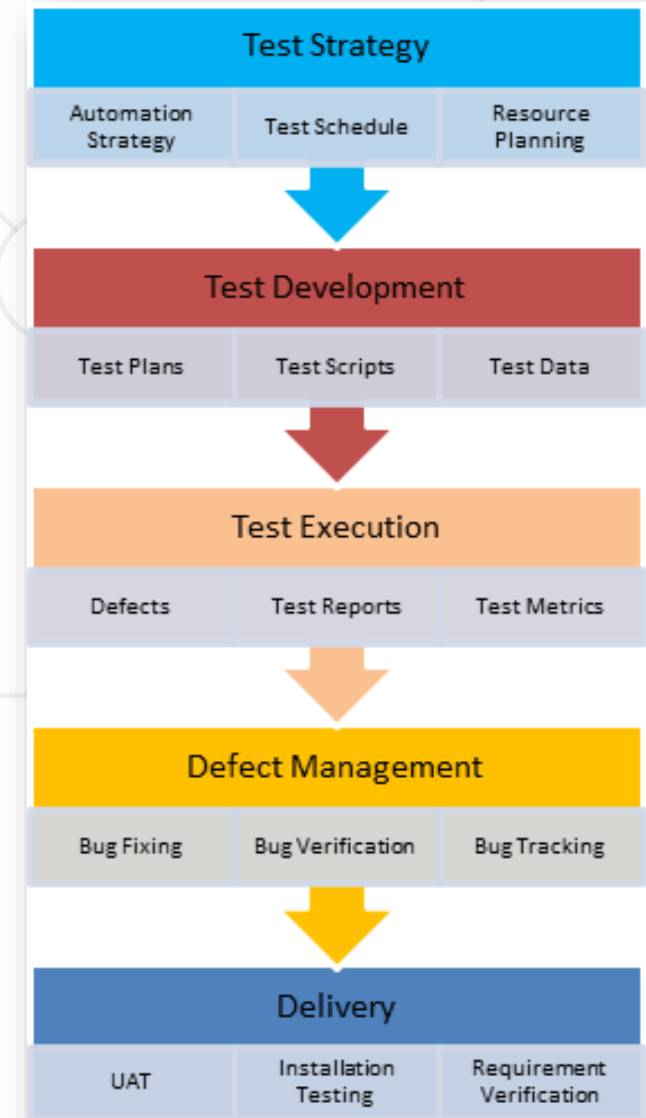 Test Strategy
Automation
Strategy
Test Schedule
Resource
Planning
Test Development
Test Plans
Test Scripts
Test Data
Test Execution
Defects
Test Reports
Test Metrics
Defect Management
Bug Fixing
Bug Verification
Bug Tracking
Delivery
UAT
Installation
Testing
Requirement
Verification